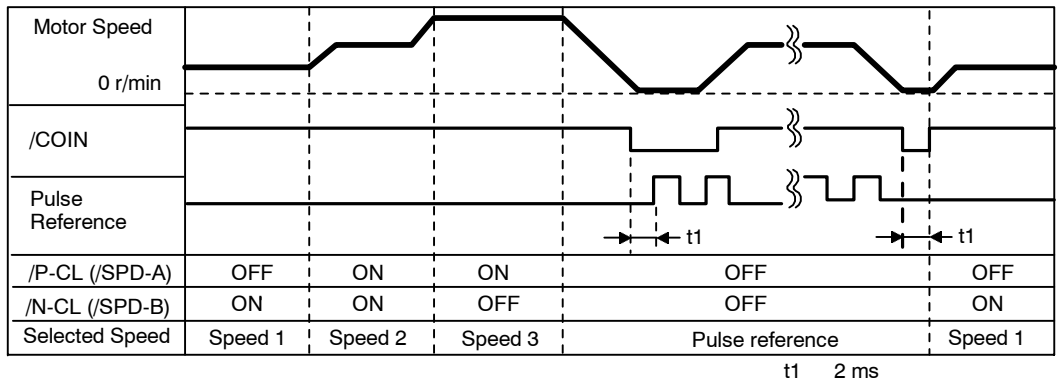 Motor Speed
0 r/min
/COIN
Pulse
Reference
t1 t1
/P-CL (/SPD-A) OFF ON ON OFF OFF
/N-CL (/SPD-B) ON ON OFF OFF ON
Selected Speed Speed 1 Speed 2 Speed 3 Pulse reference Speed 1
t1 2 ms